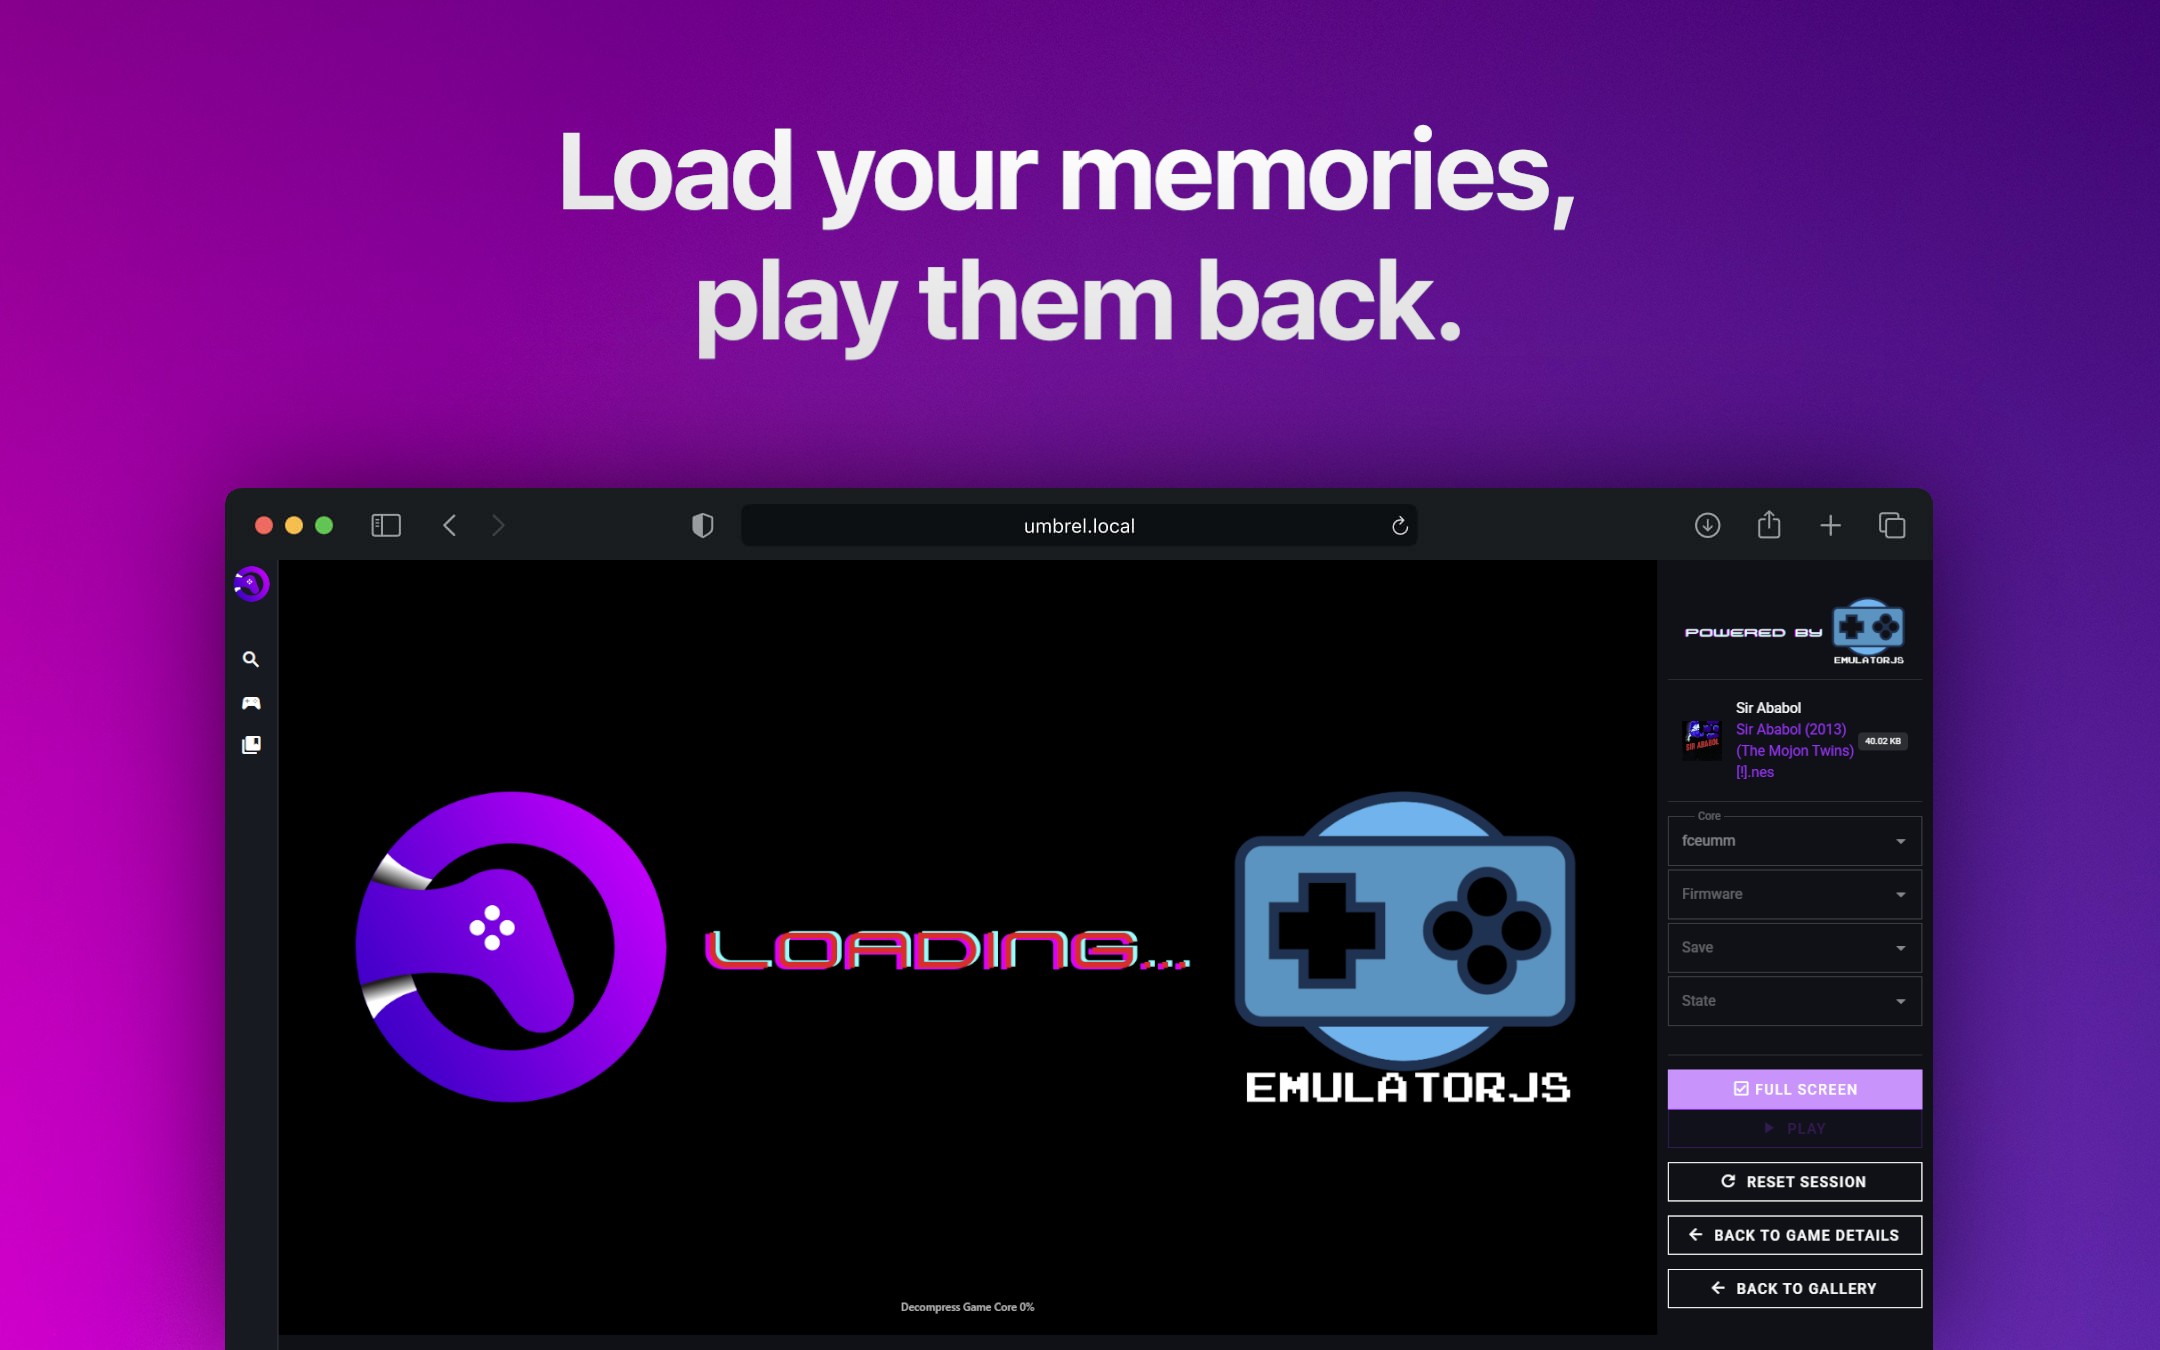 Load your memories,
play them back.
umbrel.local
POWERED BY
EMULATORJS
Sir Ababol
Sir Ababol (2013)
(The Mojon Twins)
[!].nes
40.02 KB
SIR ABABOL
Core
fceumm
Firmware
Save
State
FULL SCREEN
PLAY
RESET SESSION
BACK TO GAME DETAILS
BACK TO GALLERY
LOADING...
EMULATORJS
Decompress Game Core 0%